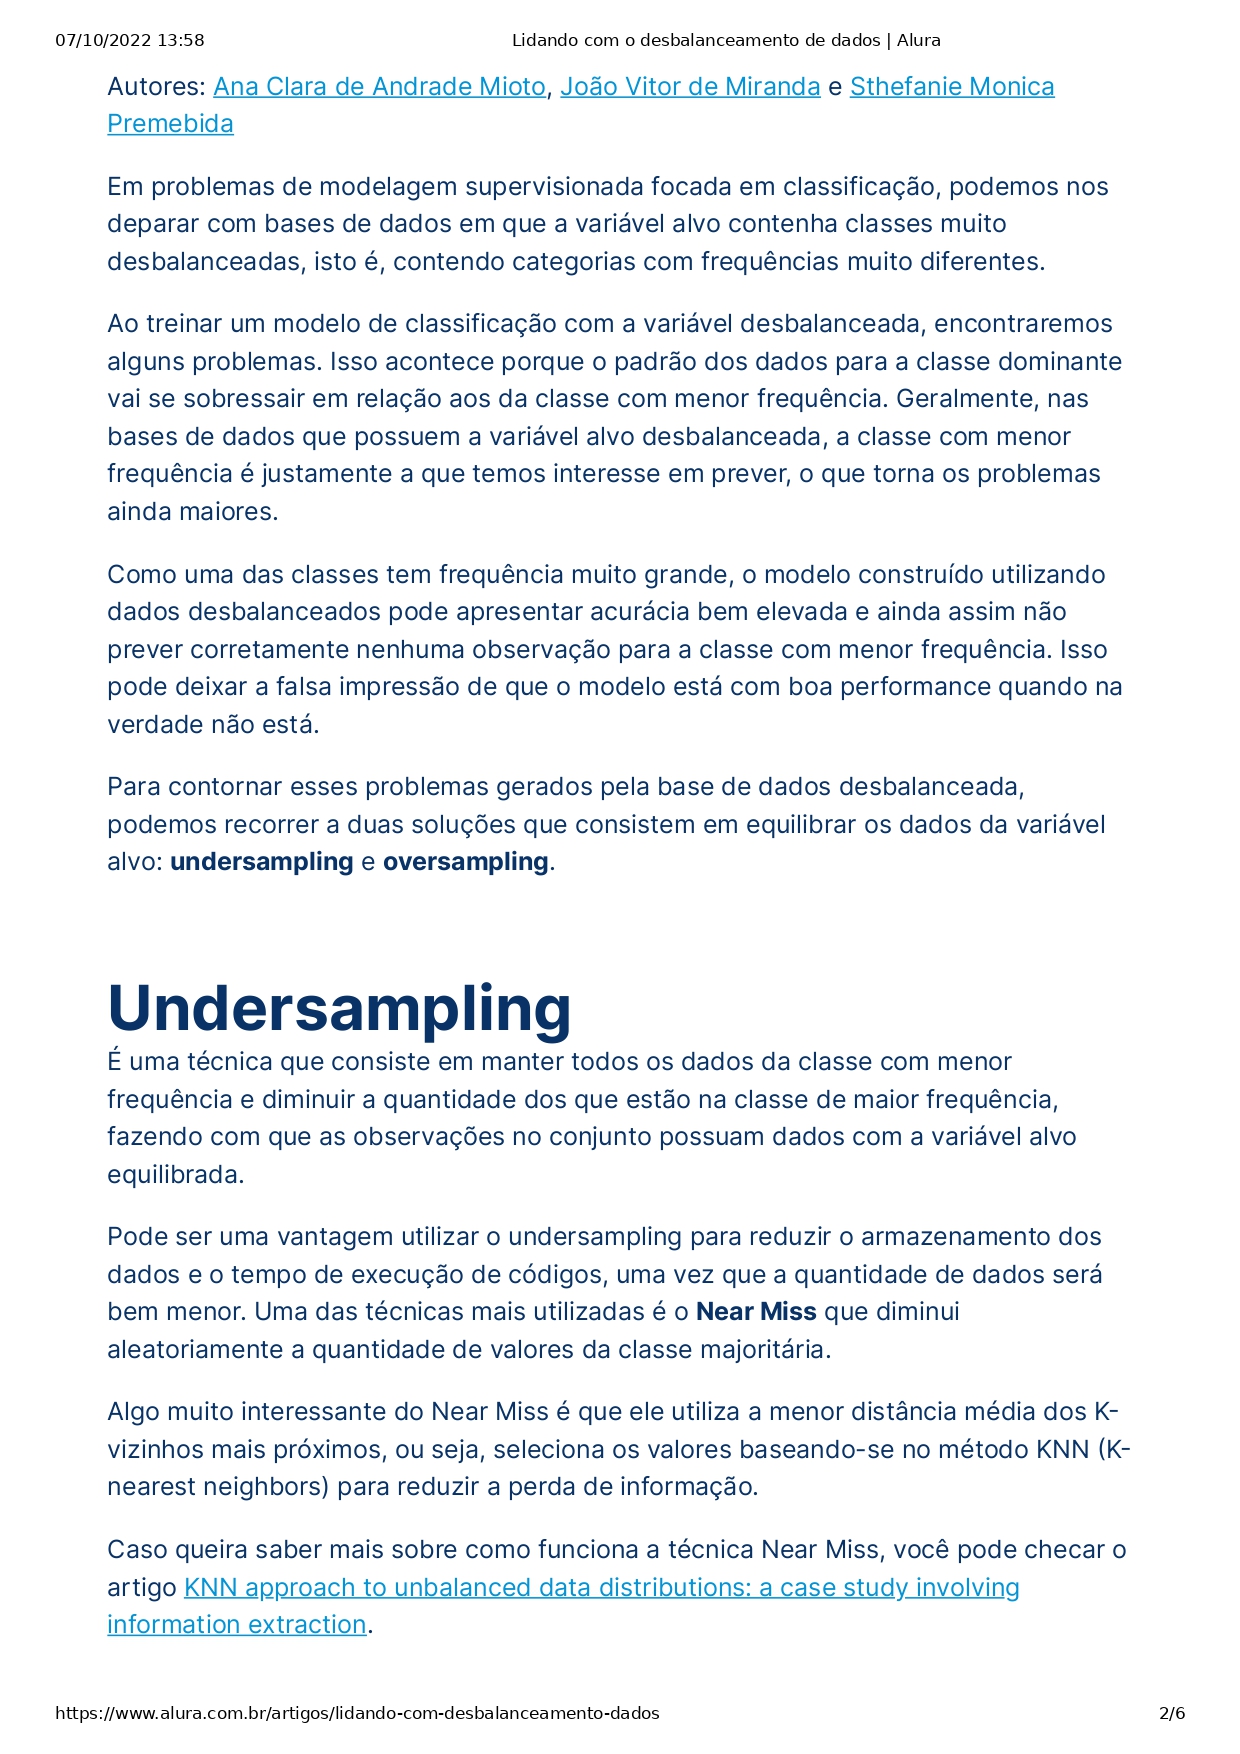 07/10/2022 13:58
Lidando com o desbalanceamento de dados | Alura
Autores: Ana Clara de Andrade Mioto, João Vitor de Miranda e Sthefanie Monica
Premebida
Em problemas de modelagem supervisionada focada em classificação, podemos nos
deparar com bases de dados em que a variável alvo contenha classes muito
desbalanceadas, isto é, contendo categorias com frequências muito diferentes.
Ao treinar um modelo de classificação com a variável desbalanceada, encontraremos
alguns problemas. Isso acontece porque o padrão dos dados para a classe dominante
vai se sobressair em relação aos da classe com menor frequência. Geralmente, nas
bases de dados que possuem a variável alvo desbalanceada, a classe com menor
frequência é justamente a que temos interesse em prever, o que torna os problemas
ainda maiores.
Como uma das classes tem frequência muito grande, o modelo construído utilizando
dados desbalanceados pode apresentar acurácia bem elevada e ainda assim não
prever corretamente nenhuma observação para a classe com menor frequência. Isso
pode deixar a falsa impressão de que o modelo está com boa performance quando na
verdade não está.
Para contornar esses problemas gerados pela base de dados desbalanceada,
podemos recorrer a duas soluções que consistem em equilibrar os dados da variável
alvo: undersampling e oversampling.
Undersampling
É uma técnica que consiste em manter todos os dados da classe com menor
frequência e diminuir a quantidade dos que estão na classe de maior frequência,
fazendo com que as observações no conjunto possuam dados com a variável alvo
equilibrada.
Pode ser uma vantagem utilizar o undersampling para reduzir o armazenamento dos
dados e o tempo de execução de códigos, uma vez que a quantidade de dados será
bem menor. Uma das técnicas mais utilizadas é o Near Miss que diminui
aleatoriamente a quantidade de valores da classe majoritária.
Algo muito interessante do Near Miss é que ele utiliza a menor distância média dos K-
vizinhos mais próximos, ou seja, seleciona os valores baseando-se no método KNN (K-
nearest neighbors) para reduzir a perda de informação.
Caso queira saber mais sobre como funciona a técnica Near Miss, você pode checar o
artigo KNN approach to unbalanced data distributions: a case study involving
information extraction.
https://www.alura.com.br/artigos/lidando-com-desbalanceamento-dados
2/6